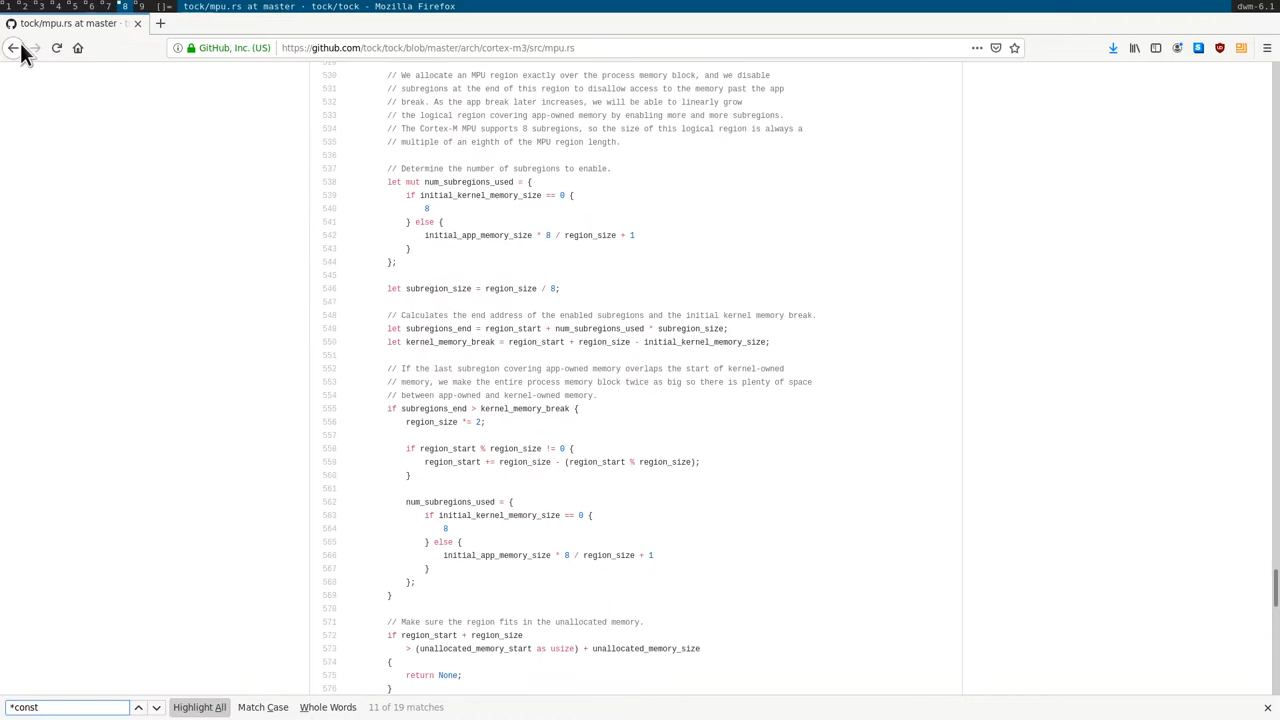 1 2 3 4 5 6 7 8 9 []= tock/mpu.rs at master · tock/tock - Mozilla Firefox dwm-6.1
tock/mpu.rs at master · t
GitHub, Inc. (US) https://github.com/tock/tock/blob/master/arch/cortex-m3/src/mpu.rs
530 // We allocate an MPU region exactly over the process memory block, and we disable
531 // subregions at the end of this region to disallow access to the memory past the app
532 // break. As the app break later increases, we will be able to linearly grow
533 // the logical region covering app-owned memory by enabling more and more subregions.
534 // The Cortex-M MPU supports 8 subregions, so the size of this logical region is always a
535 // multiple of an eighth of the MPU region length.
536
537 // Determine the number of subregions to enable.
538 let mut num_subregions_used = {
539 if initial_kernel_memory_size == 0 {
540 8
541 } else {
542 initial_app_memory_size * 8 / region_size + 1
543 }
544 };
545
546 let subregion_size = region_size / 8;
547
548 // Calculates the end address of the enabled subregions and the initial kernel memory break.
549 let subregions_end = region_start + num_subregions_used * subregion_size;
550 let kernel_memory_break = region_start + region_size - initial_kernel_memory_size;
551
552 // If the last subregion covering app-owned memory overlaps the start of kernel-owned
553 // memory, we make the entire process memory block twice as big so there is plenty of space
554 // between app-owned and kernel-owned memory.
555 if subregions_end > kernel_memory_break {
556 region_size *= 2;
557
558 if region_start % region_size != 0 {
559 region_start += region_size - (region_start % region_size);
560 }
561
562 num_subregions_used = {
563 if initial_kernel_memory_size == 0 {
564 8
565 } else {
566 initial_app_memory_size * 8 / region_size + 1
567 }
568 };
569 }
570
571 // Make sure the region fits in the unallocated memory.
572 if region_start + region_size
573 > (unallocated_memory_start as usize) + unallocated_memory_size
574 {
575 return None;
576 }
*const Highlight All Match Case Whole Words 11 of 19 matches